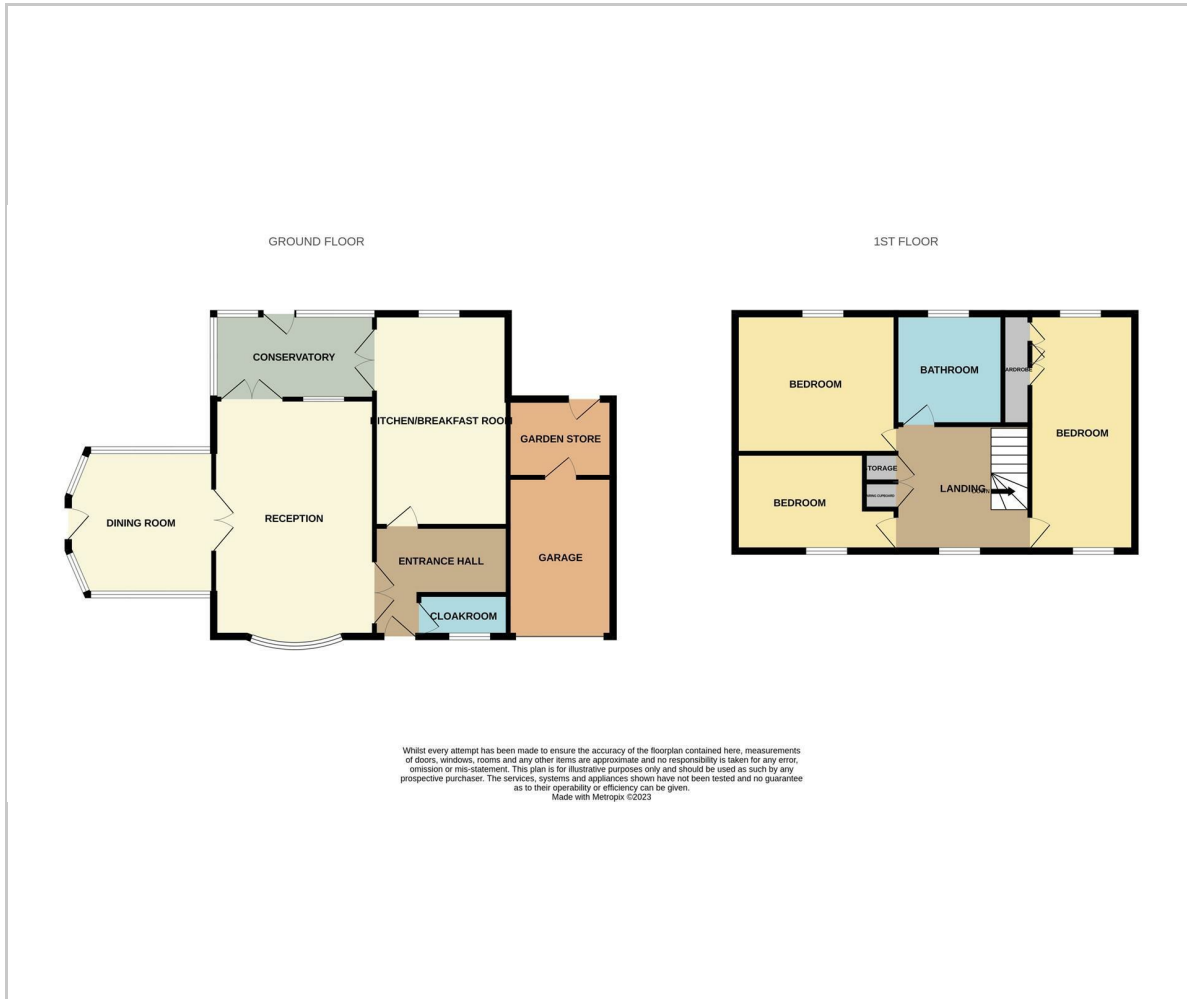 GROUND FLOOR
1ST FLOOR
CONSERVATORY
KITCHEN/BREAKFAST ROOM
GARDEN STORE
DINING ROOM
RECEPTION
ENTRANCE HALL
GARAGE
CLOAKROOM
BEDROOM
BATHROOM
WARDROBE
BEDROOM
STORAGE
LANDING
BEDROOM
CUPBOARD
Whilst every attempt has been made to ensure the accuracy of the floorplan contained here, measurements
of doors, windows, rooms and any other items are approximate and no responsibility is taken for any error,
omission or mis-statement. This plan is for illustrative purposes only and should be used as such by any
prospective purchaser. The services, systems and appliances shown have not been tested and no guarantee
as to their operability or efficiency can be given.
Made with Metropix ©2023